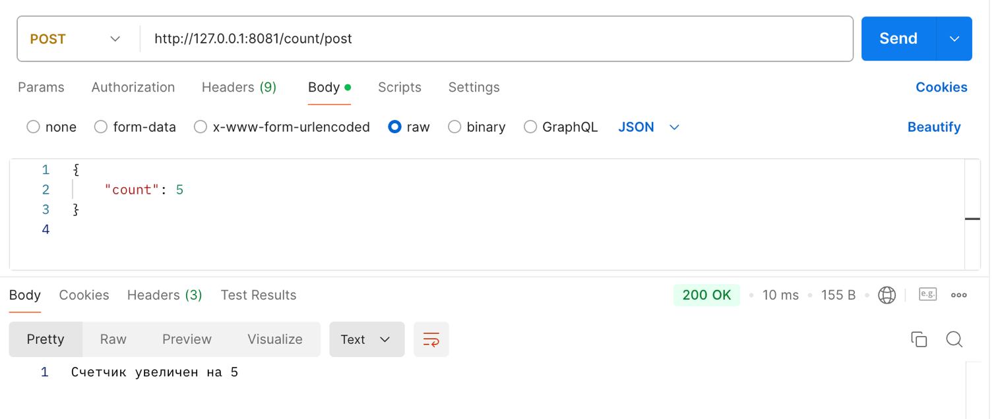 POST http://127.0.0.1:8081/count/post Send
Params Authorization Headers (9) Body Scripts Settings Cookies
none form-data x-www-form-urlencoded raw binary GraphQL JSON Beautify
1 {
2 "count": 5
3 }
4
Body Cookies Headers (3) Test Results 200 OK 10 ms 155 B e.g.
Pretty Raw Preview Visualize Text
1 Счетчик увеличен на 5